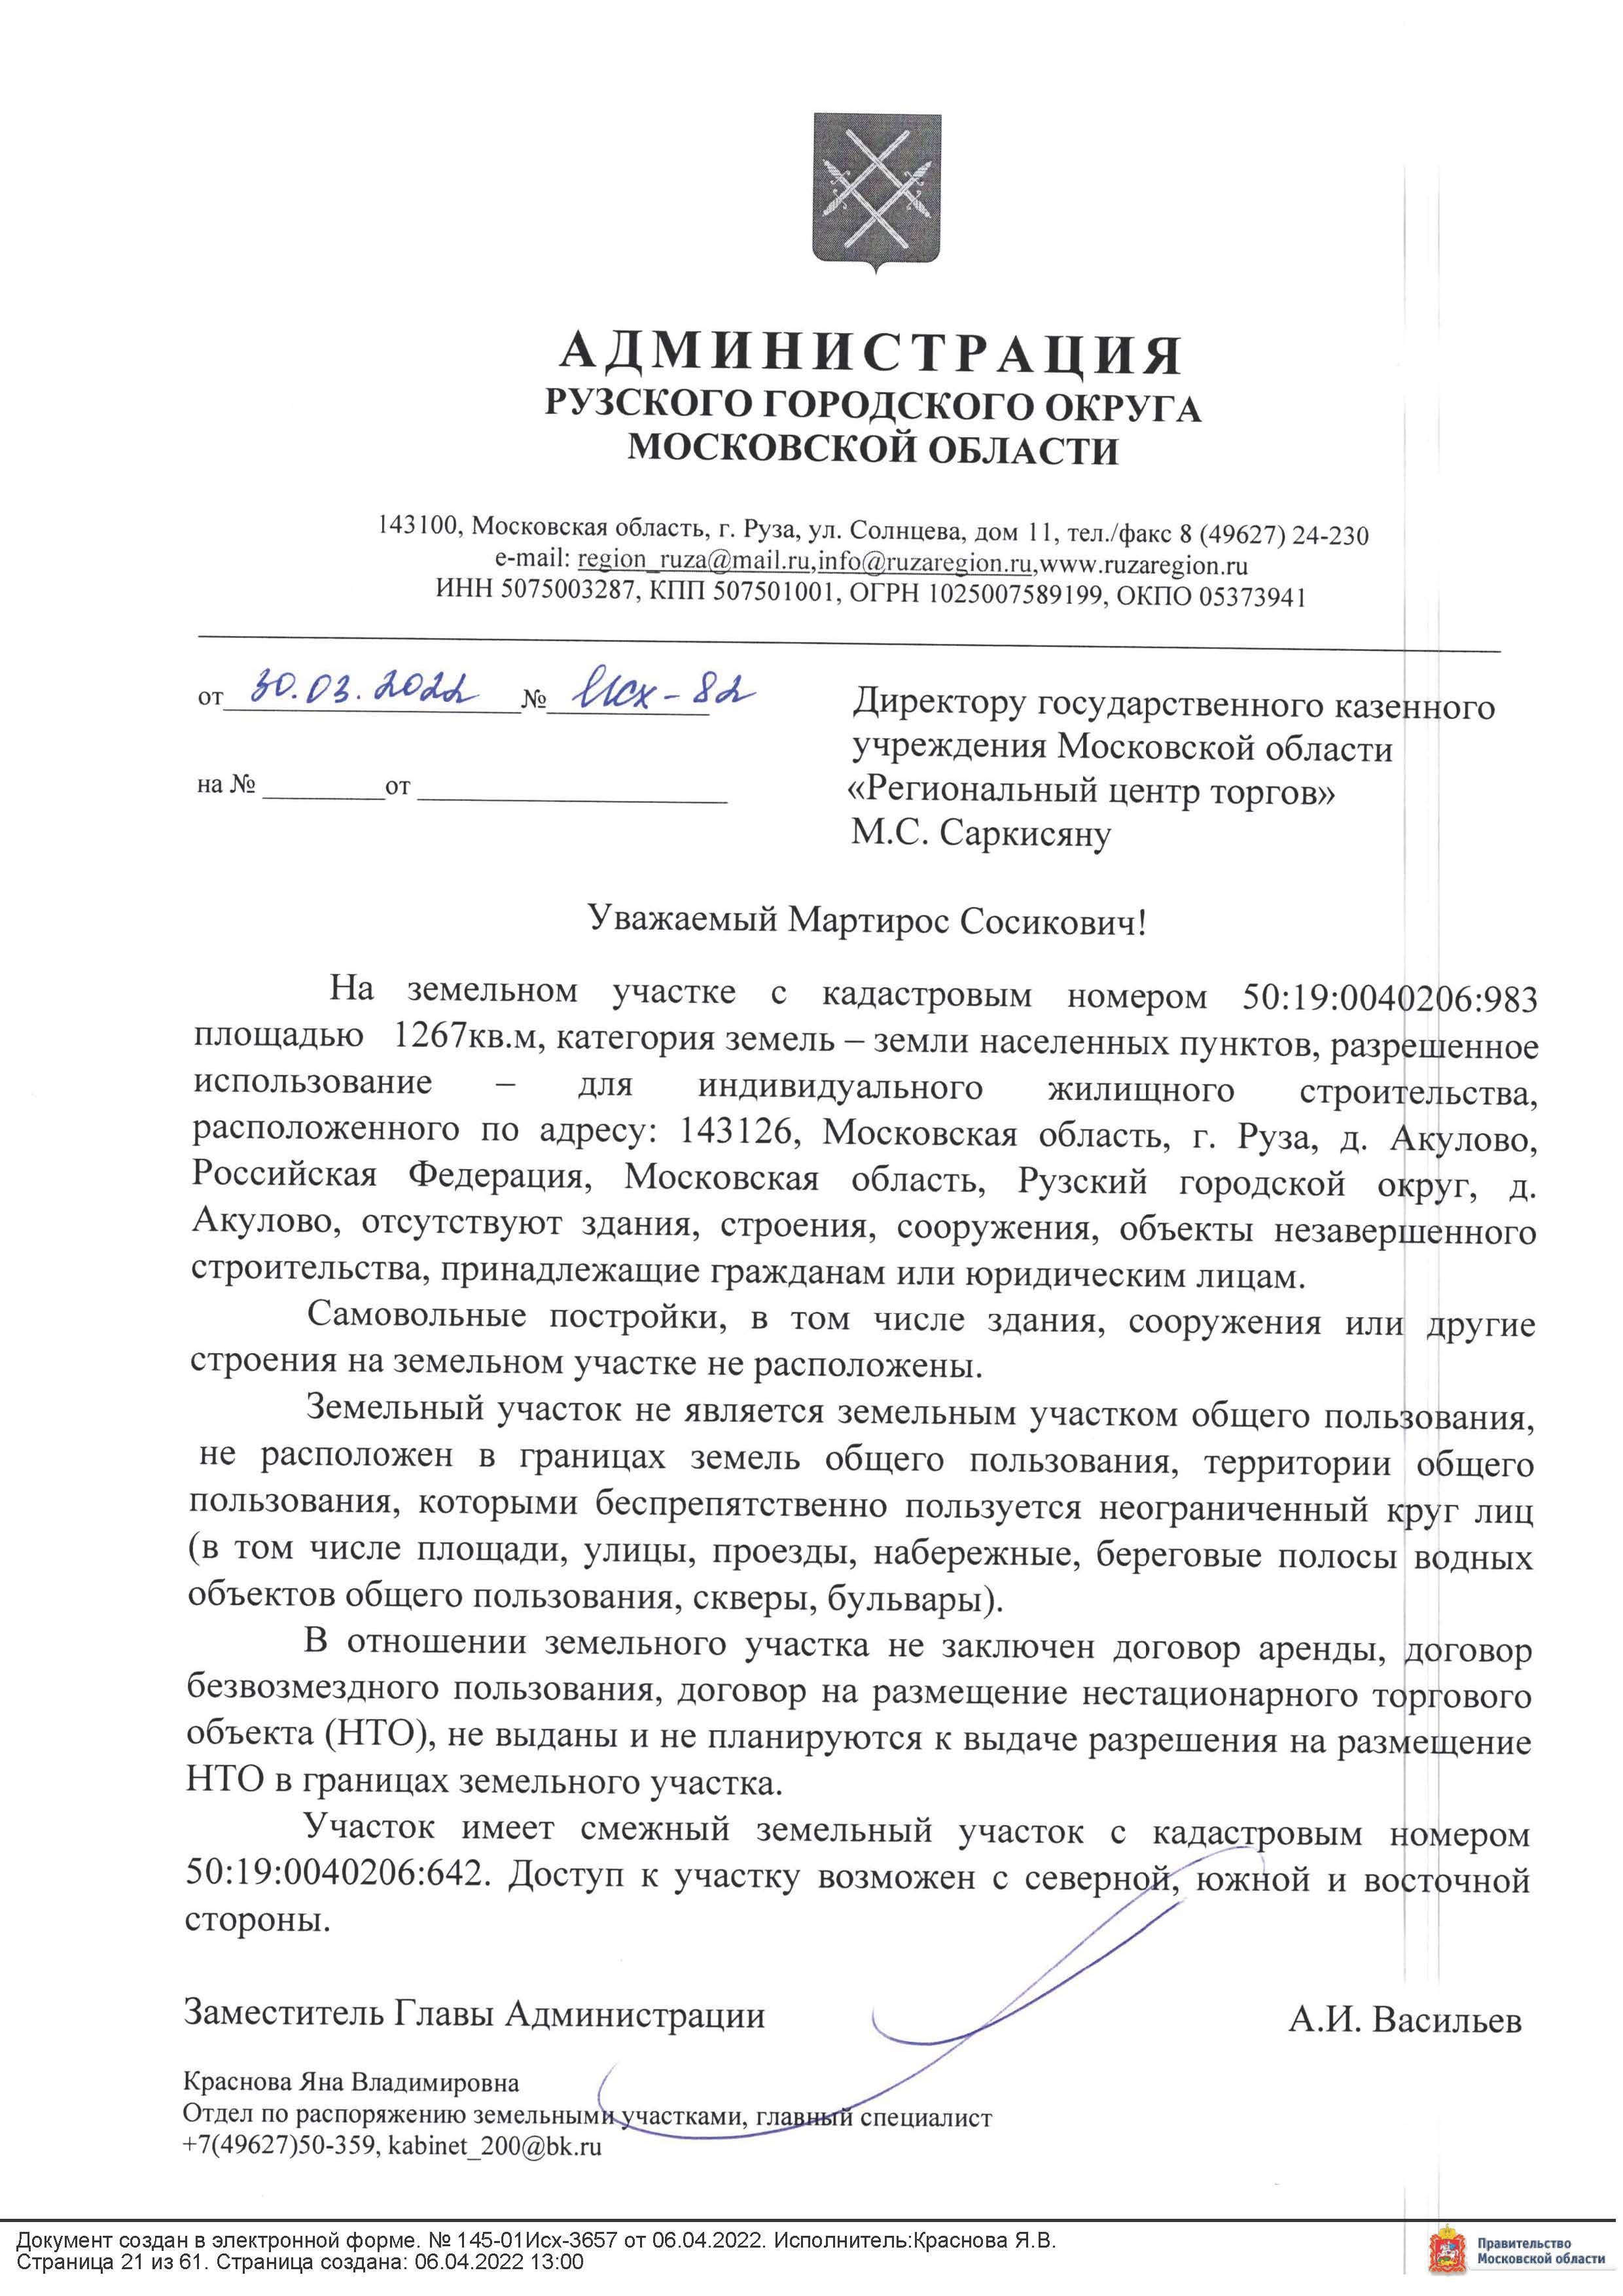 АДМИНИСТРАЦИЯ
РУЗСКОГО ГОРОДСКОГО ОКРУГА
МОСКОВСКОЙ ОБЛАСТИ
143100, Московская область, г. Руза, ул. Солнцева, дом 11, тел./факс 8 (49627) 24-230
e-mail: region_ruza@mail.ru,info@ruzaregion.ru,www.ruzaregion.ru
ИНН 5075003287, КПП 507501001, ОГРН 1025007589199, ОКПО 05373941
от 30.03.2022 № Исх-82
на № _________от _______________________
Директору государственного казенного
учреждения Московской области
«Региональный центр торгов»
М.С. Саркисяну
Уважаемый Мартирос Сосикович!
На земельном участке с кадастровым номером 50:19:0040206:983
площадью 1267кв.м, категория земель – земли населенных пунктов, разрешенное
использование – для индивидуального жилищного строительства,
расположенного по адресу: 143126, Московская область, г. Руза, д. Акулово,
Российская Федерация, Московская область, Рузский городской округ, д.
Акулово, отсутствуют здания, строения, сооружения, объекты незавершенного
строительства, принадлежащие гражданам или юридическим лицам.
Самовольные постройки, в том числе здания, сооружения или другие
строения на земельном участке не расположены.
Земельный участок не является земельным участком общего пользования,
не расположен в границах земель общего пользования, территории общего
пользования, которыми беспрепятственно пользуется неограниченный круг лиц
(в том числе площади, улицы, проезды, набережные, береговые полосы водных
объектов общего пользования, скверы, бульвары).
В отношении земельного участка не заключен договор аренды, договор
безвозмездного пользования, договор на размещение нестационарного торгового
объекта (НТО), не выданы и не планируются к выдаче разрешения на размещение
НТО в границах земельного участка.
Участок имеет смежный земельный участок с кадастровым номером
50:19:0040206:642. Доступ к участку возможен с северной, южной и восточной
стороны.
Заместитель Главы Администрации А.И. Васильев
Краснова Яна Владимировна
Отдел по распоряжению земельными участками, главный специалист
+7(49627)50-359, kabinet_200@bk.ru
Документ создан в электронной форме. № 145-01Исх-3657 от 06.04.2022. Исполнитель:Краснова Я.В.
Страница 21 из 61. Страница создана: 06.04.2022 13:00
Правительство
Московской области